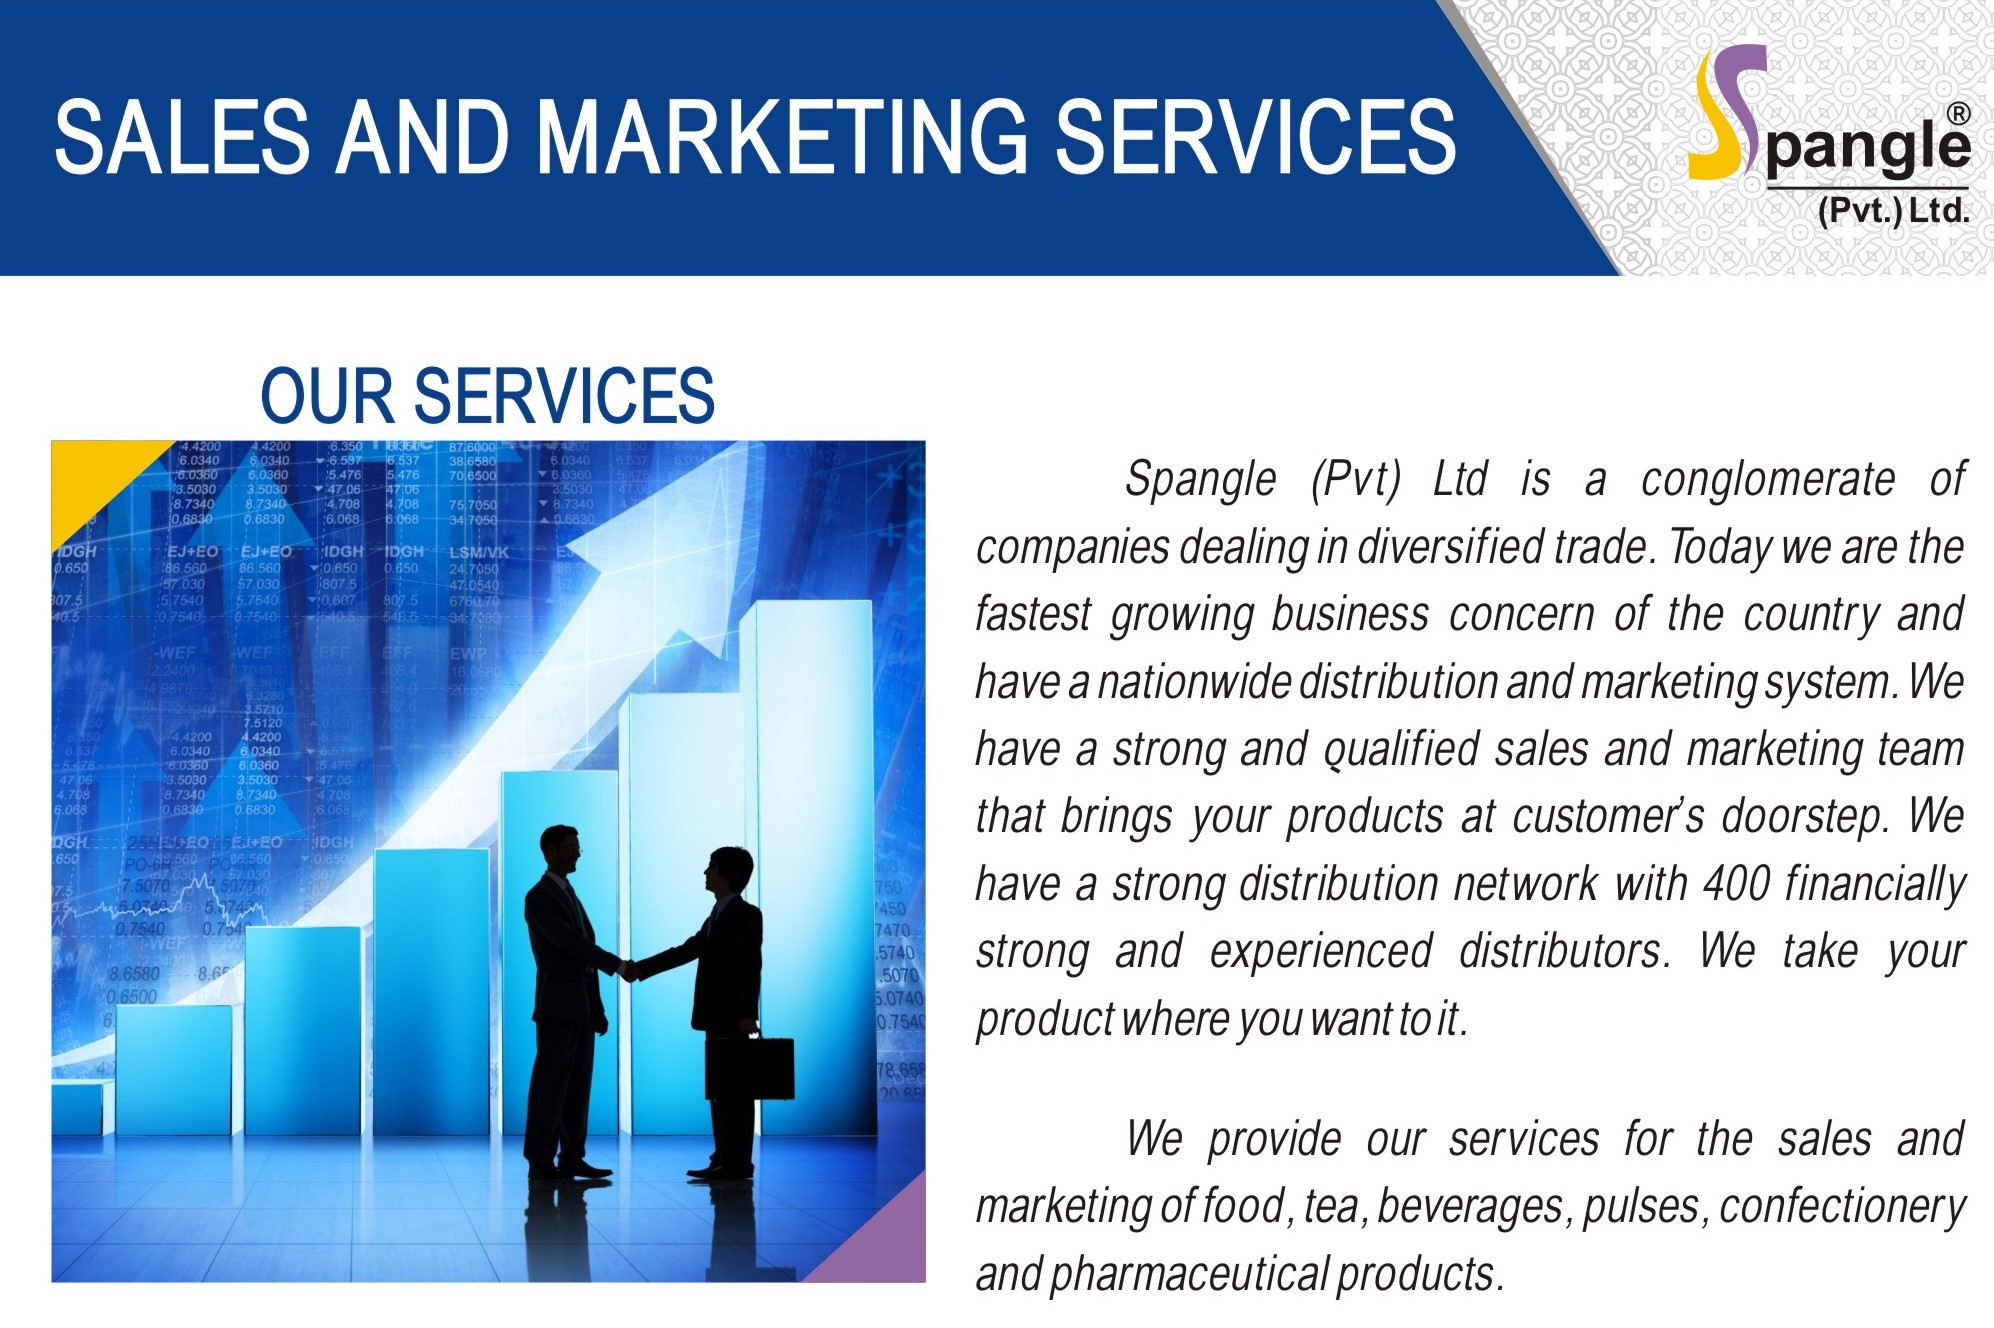 SALES AND MARKETING SERVICES
Spangle®
(Pvt.) Ltd.
OUR SERVICES
Spangle (Pvt) Ltd is a conglomerate of
companies dealing in diversified trade. Today we are the
fastest growing business concern of the country and
have a nationwide distribution and marketing system. We
have a strong and qualified sales and marketing team
that brings your products at customer's doorstep. We
have a strong distribution network with 400 financially
strong and experienced distributors. We take your
product where you want to it.
We provide our services for the sales and
marketing of food, tea, beverages, pulses, confectionery
and pharmaceutical products.